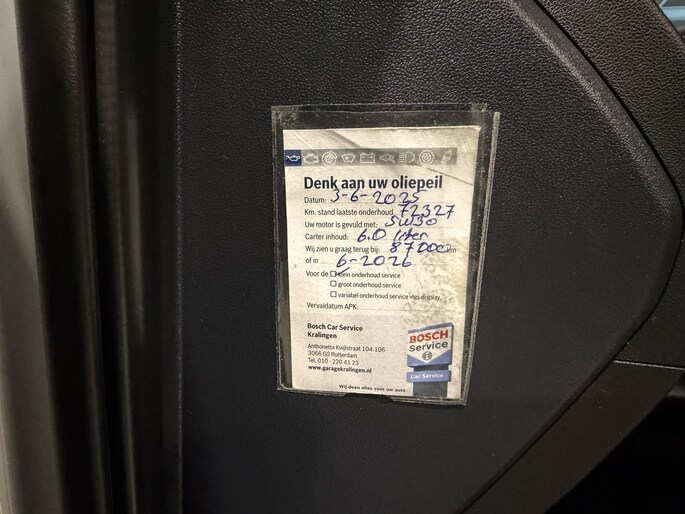 Denk aan uw oliepeil
Datum: 3-6-2025
Km. stand laatste onderhoud 72327
Uw motor is gevuld met: 5W30
Carter inhoud: 6.0 liter
Wij zien u graag terug bij: 87000 km
of in 6-2026
Voor de klein onderhoud service
groot onderhoud service
variabel onderhoud service vlgs display
Vervaldatum APK:
Bosch Car Service
Kralingen
Anthonetta Kuijlstraat 104-106
3066 GS Rotterdam
Tel. 010 - 220 41 23
www.garagekralingen.nl
BOSCH
Service
Car Service
Wij doen alles voor uw auto